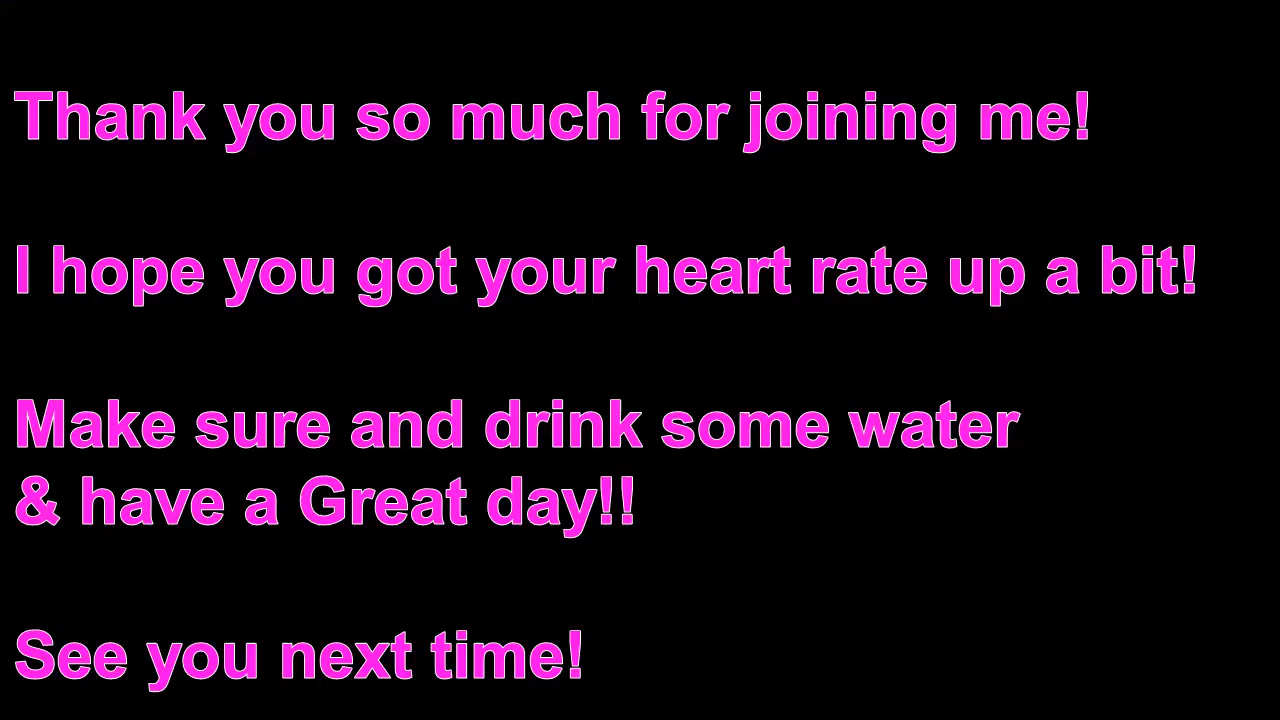 Thank you so much for joining me!
I hope you got your heart rate up a bit!
Make sure and drink some water
& have a Great day!!
See you next time!